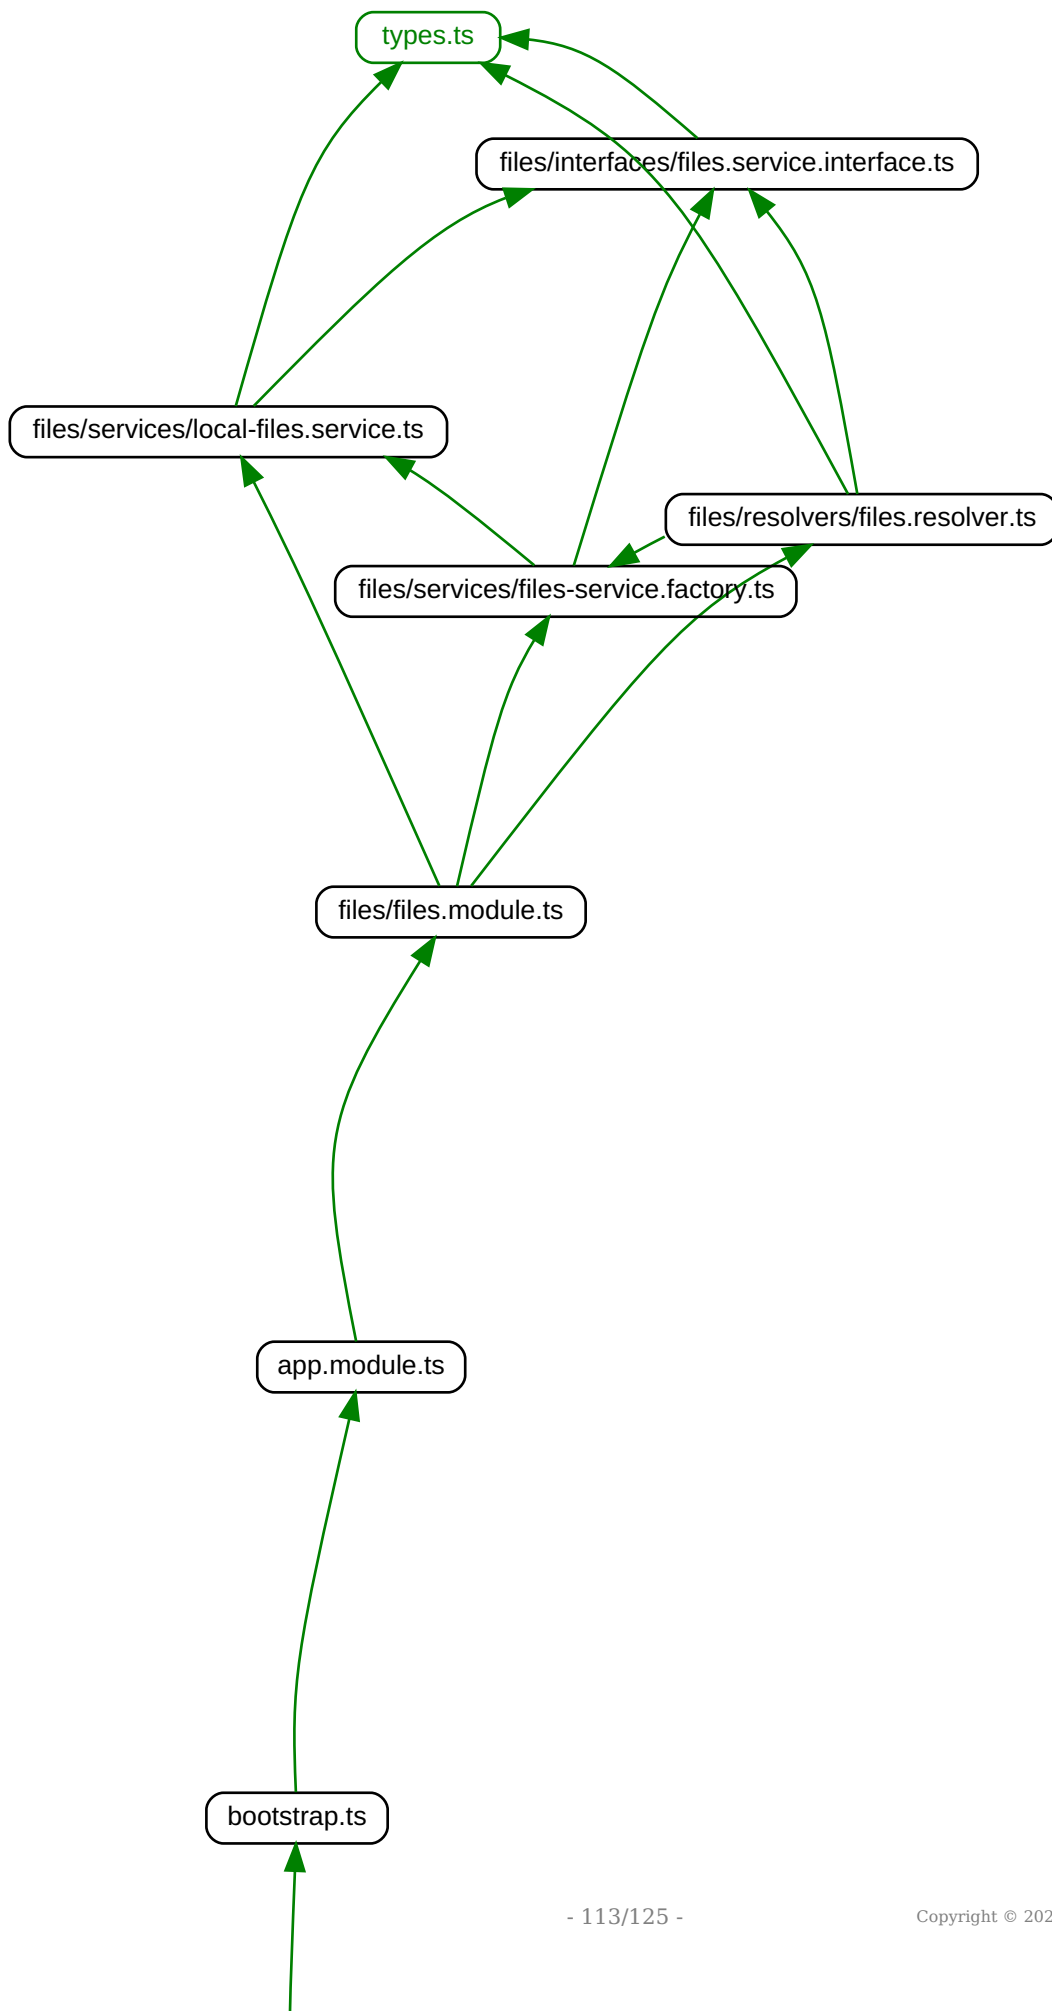 types.ts
files/interfaces/files.service.interface.ts
files/services/local-files.service.ts
files/resolvers/files.resolver.ts
files/services/files-service.factory.ts
files/files.module.ts
app.module.ts
bootstrap.ts
- 113/125 -
Copyright © 202